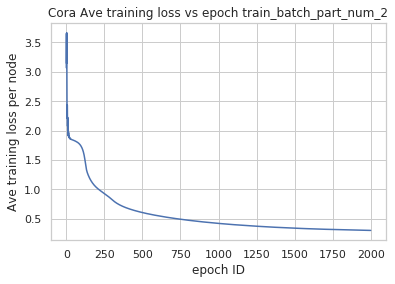 Cora Ave training loss vs epoch train_batch_part_num_2
Ave training loss per node
3.5
3.0
2.5
2.0
1.5
1.0
0.5
0 250 500 750 1000 1250 1500 1750 2000
epoch ID